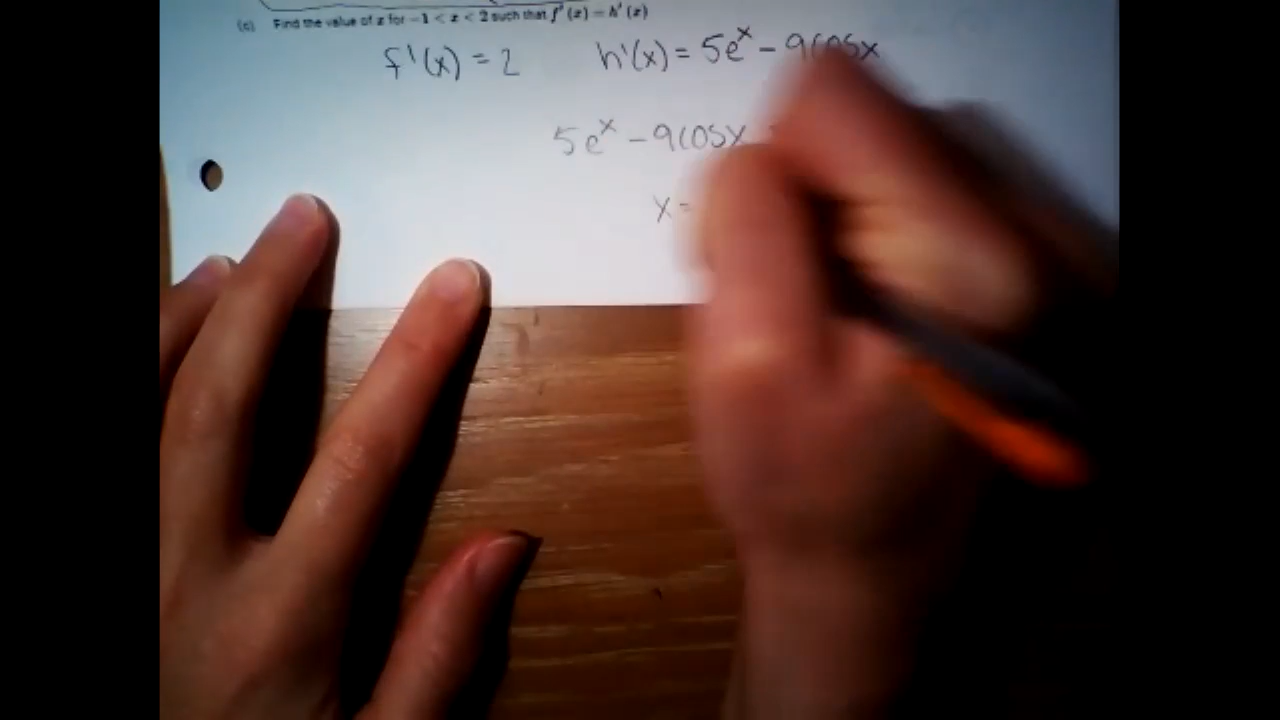 (c) Find the value of x for −1 < x < 2 such that f'(x) = h'(x)
f'(x) = 2 h'(x) = 5e^x − 9cosx
5e^x − 9cosx
x =